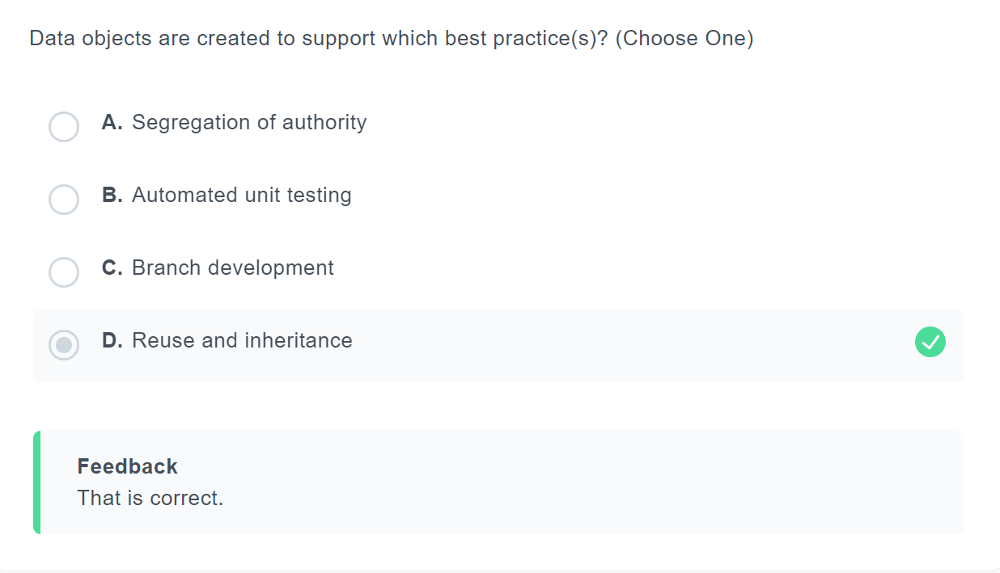 Data objects are created to support which best practice(s)? (Choose One)
A. Segregation of authority
B. Automated unit testing
C. Branch development
D. Reuse and inheritance
Feedback
That is correct.